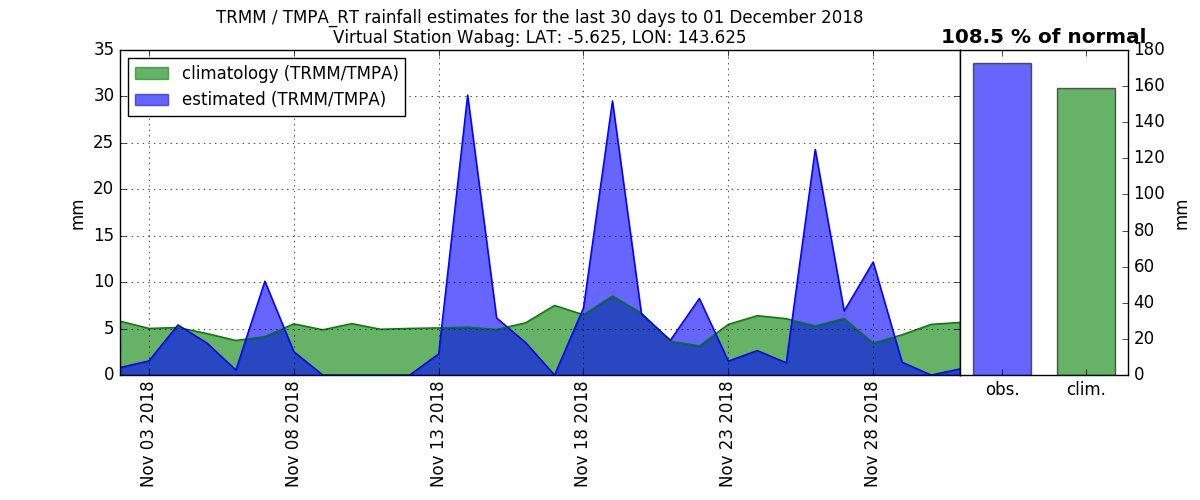 TRMM / TMPA_RT rainfall estimates for the last 30 days to 01 December 2018
Virtual Station Wabag: LAT: -5.625, LON: 143.625
108.5 % of normal
climatology (TRMM/TMPA)
estimated (TRMM/TMPA)
35
30
25
20
15
10
5
0
mm
Nov 03 2018
Nov 08 2018
Nov 13 2018
Nov 18 2018
Nov 23 2018
Nov 28 2018
180
160
140
120
100
80
60
40
20
0
mm
obs.
clim.